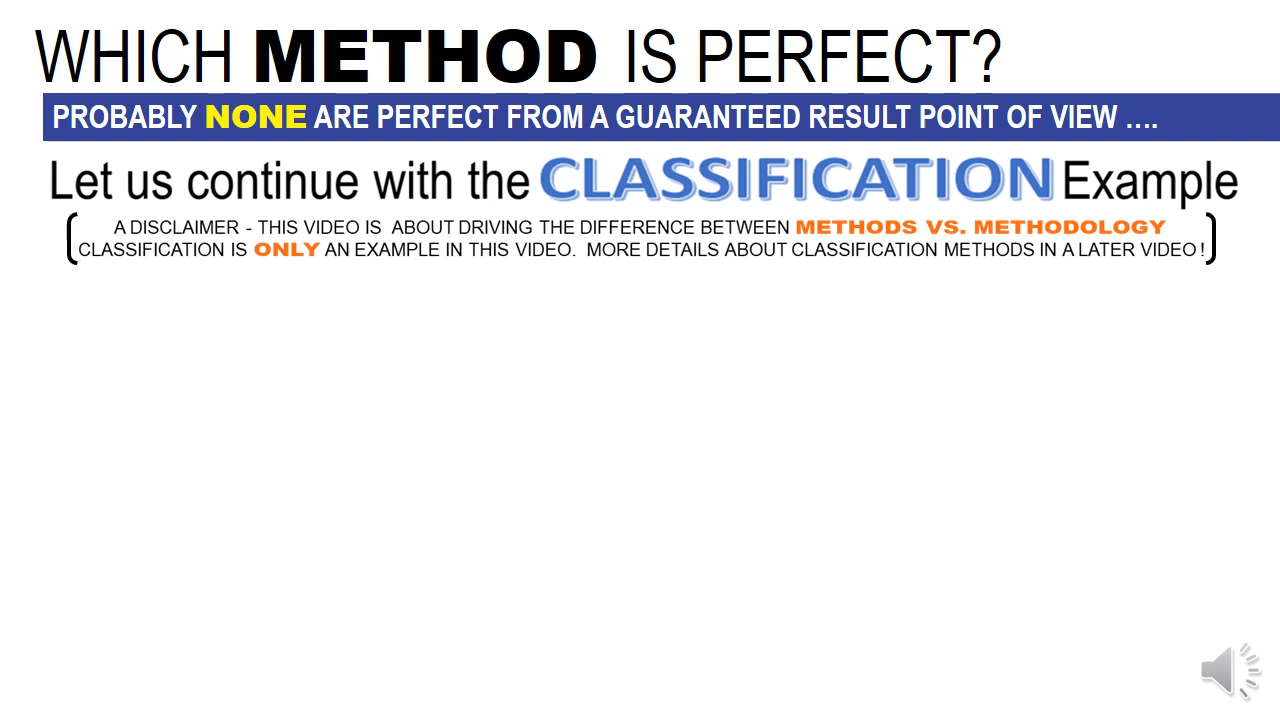 WHICH METHOD IS PERFECT?
PROBABLY NONE ARE PERFECT FROM A GUARANTEED RESULT POINT OF VIEW ….
Let us continue with the CLASSIFICATION Example
A DISCLAIMER - THIS VIDEO IS ABOUT DRIVING THE DIFFERENCE BETWEEN METHODS VS. METHODOLOGY
CLASSIFICATION IS ONLY AN EXAMPLE IN THIS VIDEO. MORE DETAILS ABOUT CLASSIFICATION METHODS IN A LATER VIDEO !